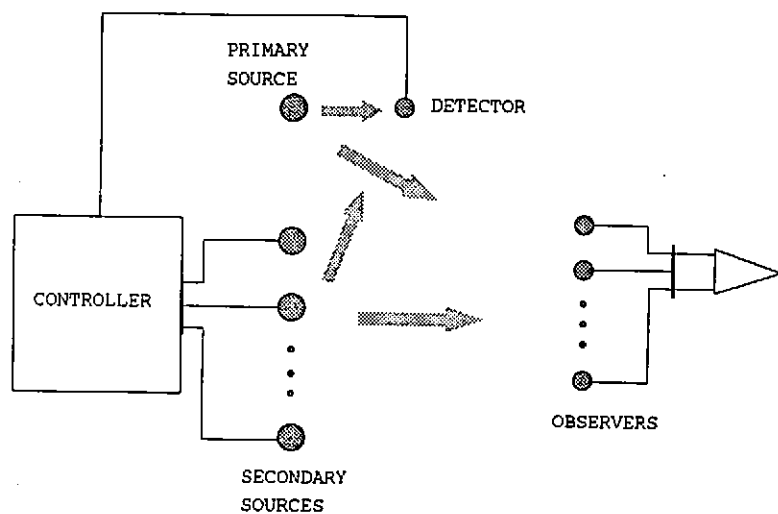 PRIMARY
SOURCE
DETECTOR
CONTROLLER
OBSERVERS
SECONDARY
SOURCES